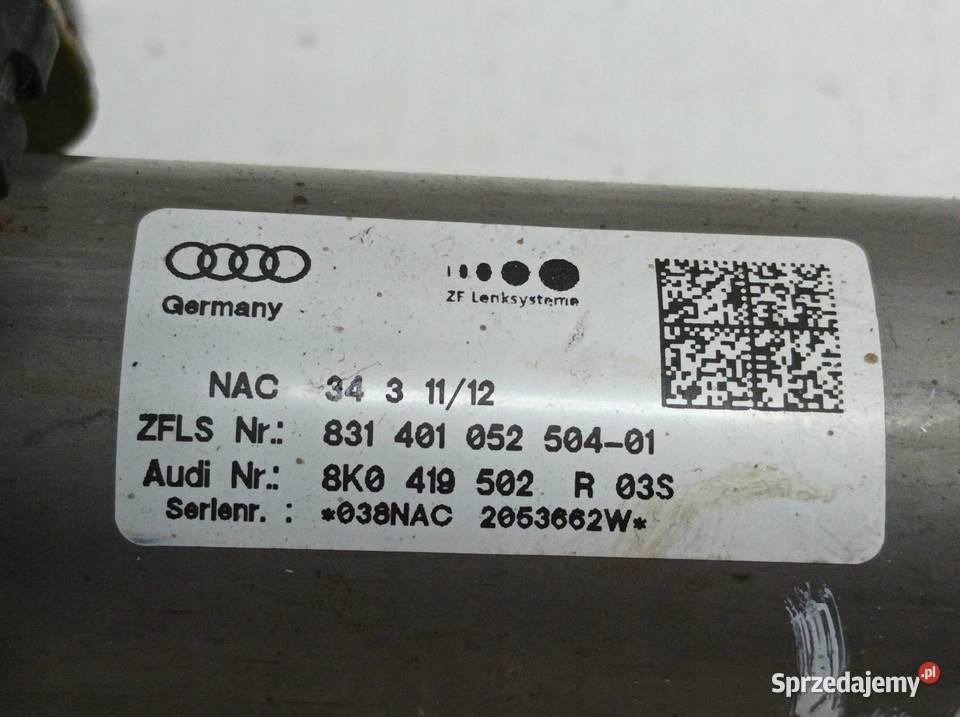 Germany
ZF Lenksysteme
NAC 34 3 11/12
ZFLS Nr.: 831 401 052 504-01
Audi Nr.: 8K0 419 502 R 03S
Serienr. : *038NAC 2053662W*
Sprzedajemy.pl